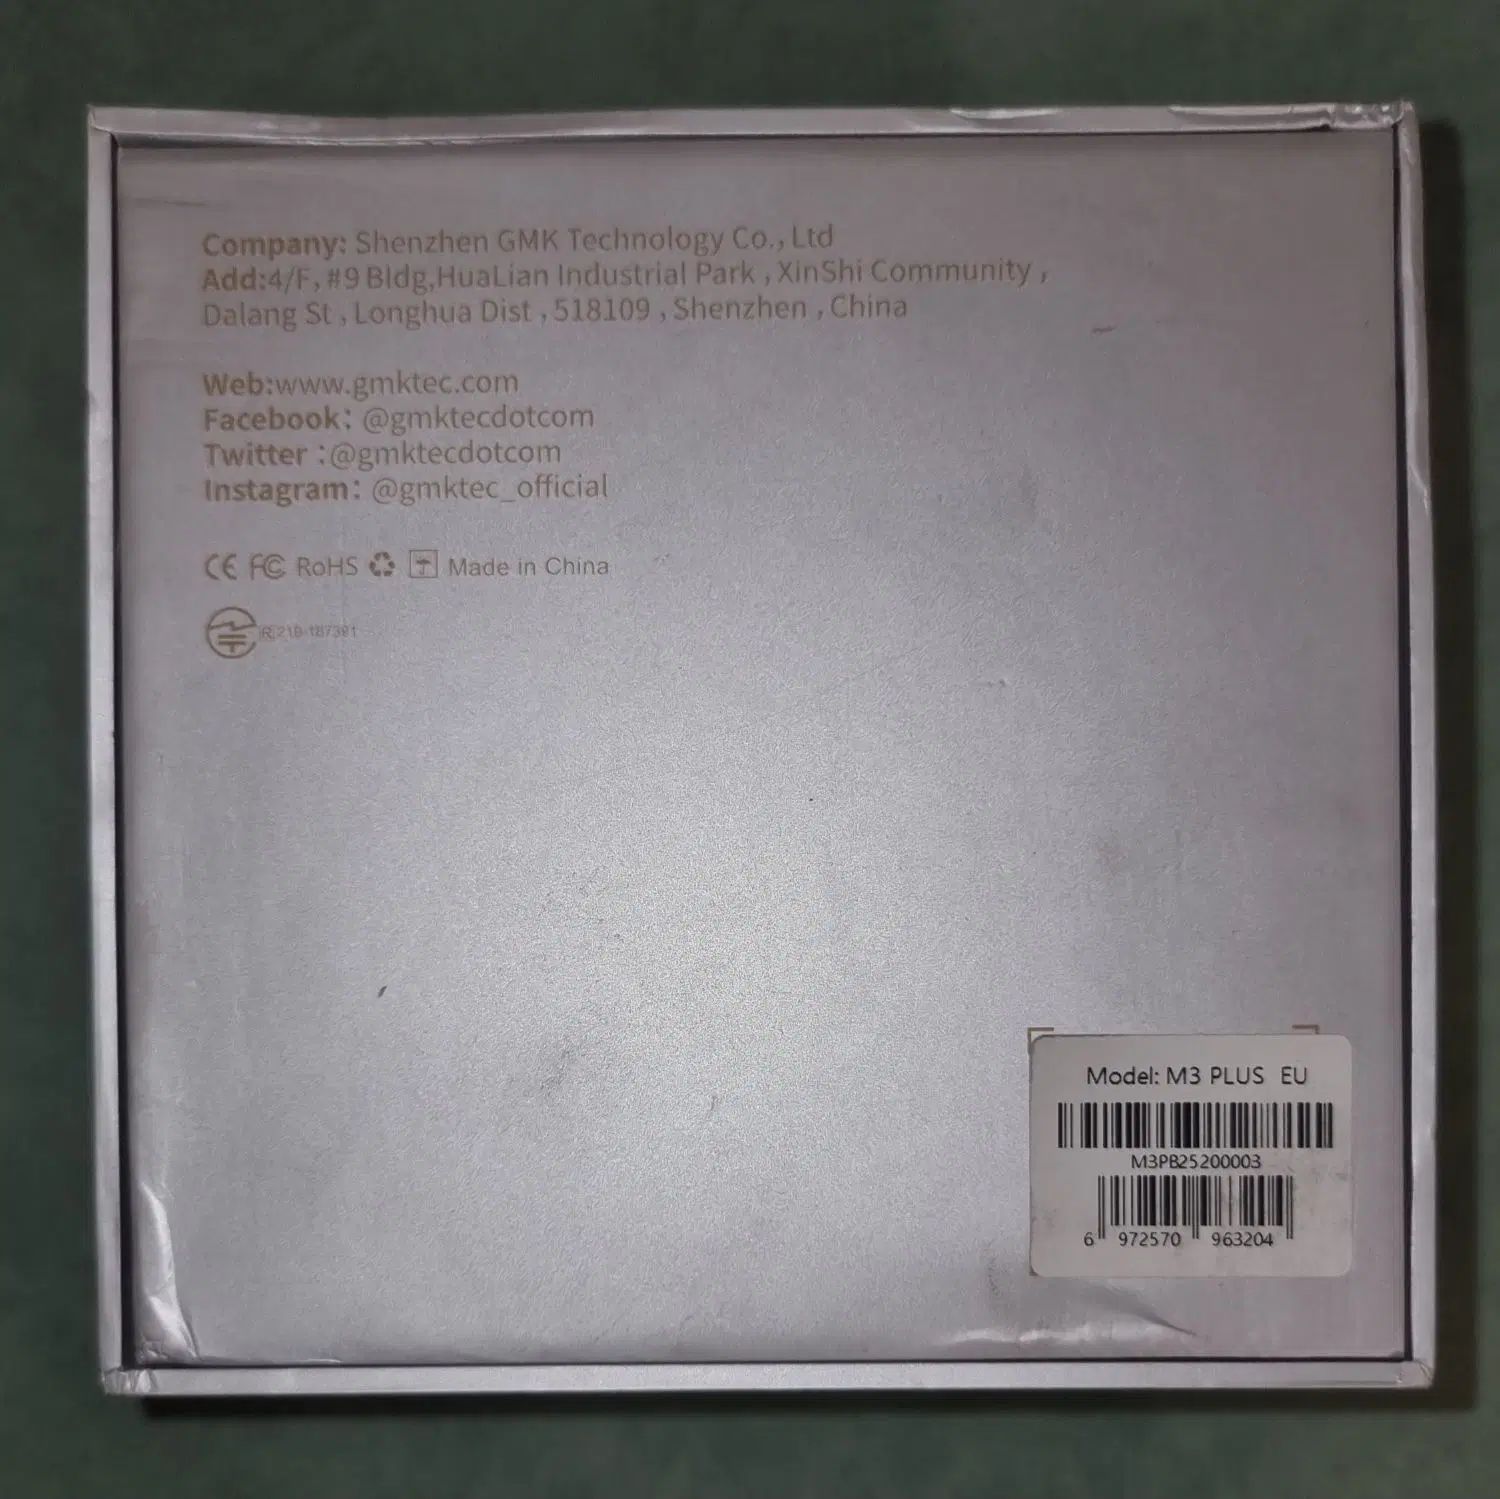 Company: Shenzhen GMK Technology Co., Ltd
Add:4/F, #9 Bldg,HuaLian Industrial Park , XinShi Community ,
Dalang St , Longhua Dist , 518109 , Shenzhen , China
Web:www.gmktec.com
Facebook: @gmktecdotcom
Twitter :@gmktecdotcom
Instagram: @gmktec_official
CE FC RoHS Made in China
R 219-187391
Model: M3 PLUS EU
M3PB25200003
6 972570 963204